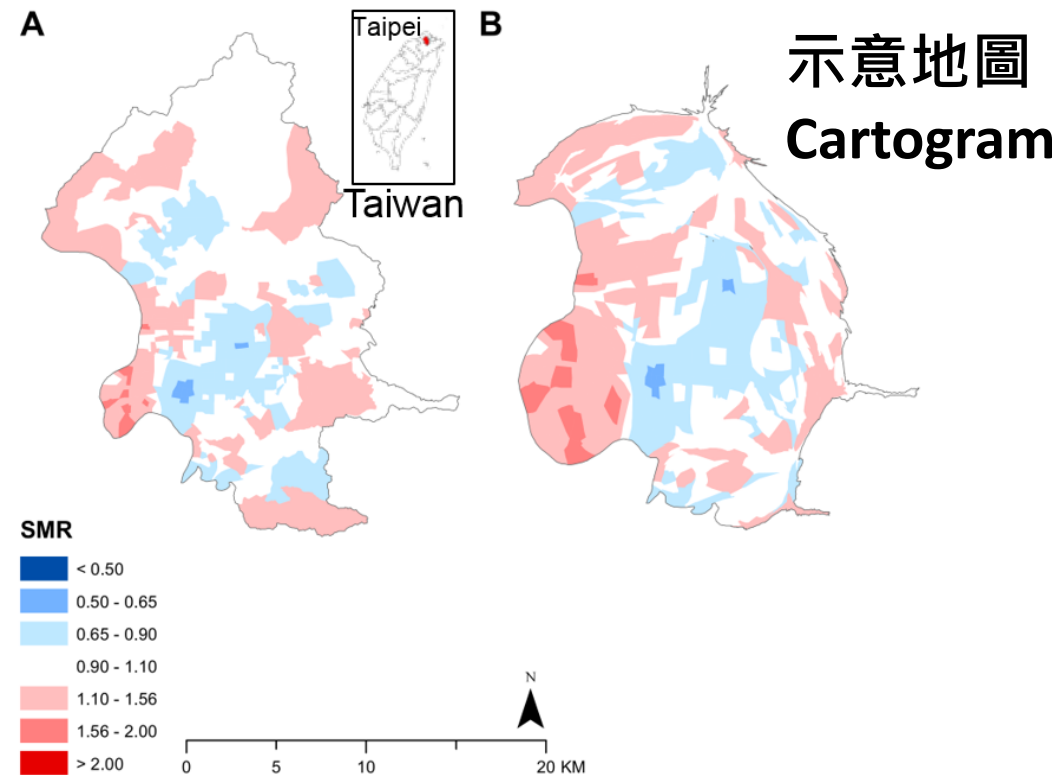 A
Taipei
Taiwan
B
示意地圖
Cartogram
SMR
< 0.50
0.50 - 0.65
0.65 - 0.90
0.90 - 1.10
1.10 - 1.56
1.56 - 2.00
> 2.00
N
0 5 10 20 KM